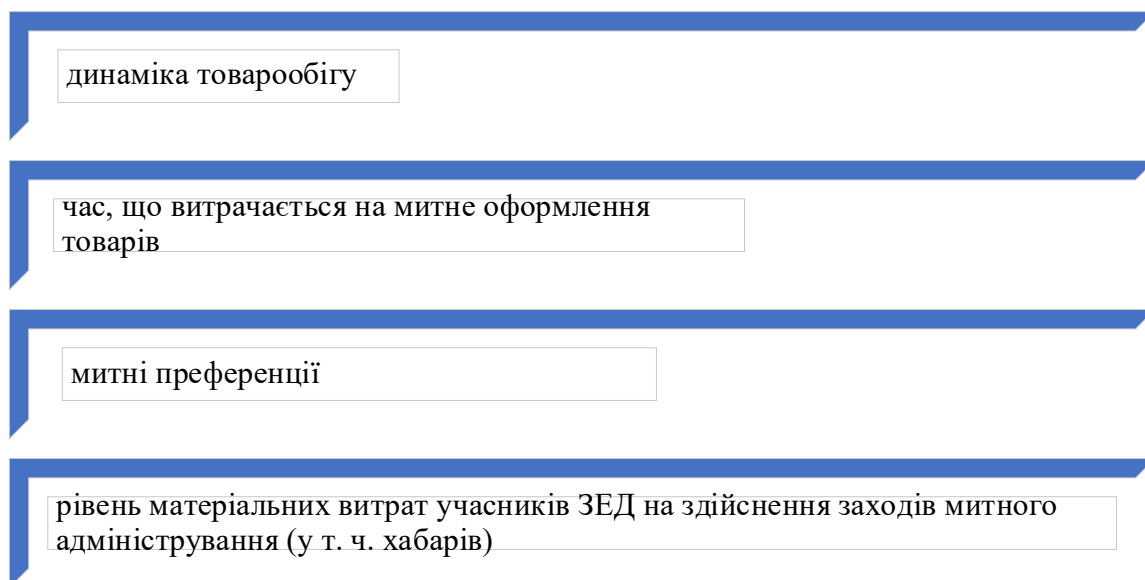 динаміка товарообігу
час, що витрачається на митне оформлення
товарів
митні преференції
рівень матеріальних витрат учасників ЗЕД на здійснення заходів митного
адміністрування (у т. ч. хабарів)